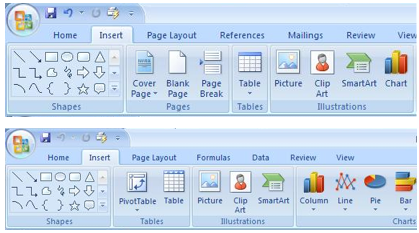 Home Insert Page Layout References Mailings Review View
Cover Page Blank Page Page Break Table Picture Clip Art SmartArt Chart
Shapes Pages Tables Illustrations
Home Insert Page Layout Formulas Data Review View
PivotTable Table Picture Clip Art SmartArt Column Line Pie Bar
Shapes Tables Illustrations Charts